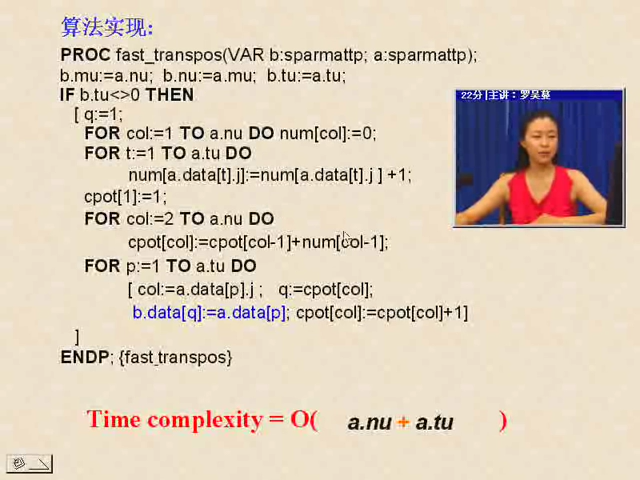 算法实现:
PROC fast_transpos(VAR b:sparmattp; a:sparmattp);
b.mu:=a.nu; b.nu:=a.mu; b.tu:=a.tu;
IF b.tu<>0 THEN
[ q:=1;
FOR col:=1 TO a.nu DO num[col]:=0;
FOR t:=1 TO a.tu DO
num[a.data[t].j]:=num[a.data[t].j ] +1;
cpot[1]:=1;
FOR col:=2 TO a.nu DO
cpot[col]:=cpot[col-1]+num[col-1];
FOR p:=1 TO a.tu DO
[ col:=a.data[p].j ; q:=cpot[col];
b.data[q]:=a.data[p]; cpot[col]:=cpot[col]+1]
]
ENDP; {fast_transpos}
Time complexity = O( a.nu + a.tu )
22分|主讲:罗昊蔓